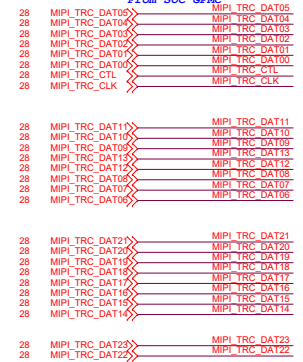 From SOC GPMC
28 MIPI_TRC_DAT05 MIPI_TRC_DAT05
28 MIPI_TRC_DAT04 MIPI_TRC_DAT04
28 MIPI_TRC_DAT03 MIPI_TRC_DAT03
28 MIPI_TRC_DAT02 MIPI_TRC_DAT02
28 MIPI_TRC_DAT01 MIPI_TRC_DAT01
28 MIPI_TRC_DAT00 MIPI_TRC_DAT00
28 MIPI_TRC_CTL MIPI_TRC_CTL
28 MIPI_TRC_CLK MIPI_TRC_CLK
28 MIPI_TRC_DAT11 MIPI_TRC_DAT11
28 MIPI_TRC_DAT10 MIPI_TRC_DAT10
28 MIPI_TRC_DAT09 MIPI_TRC_DAT09
28 MIPI_TRC_DAT13 MIPI_TRC_DAT13
28 MIPI_TRC_DAT12 MIPI_TRC_DAT12
28 MIPI_TRC_DAT08 MIPI_TRC_DAT08
28 MIPI_TRC_DAT07 MIPI_TRC_DAT07
28 MIPI_TRC_DAT06 MIPI_TRC_DAT06
28 MIPI_TRC_DAT21 MIPI_TRC_DAT21
28 MIPI_TRC_DAT20 MIPI_TRC_DAT20
28 MIPI_TRC_DAT19 MIPI_TRC_DAT19
28 MIPI_TRC_DAT18 MIPI_TRC_DAT18
28 MIPI_TRC_DAT17 MIPI_TRC_DAT17
28 MIPI_TRC_DAT16 MIPI_TRC_DAT16
28 MIPI_TRC_DAT15 MIPI_TRC_DAT15
28 MIPI_TRC_DAT14 MIPI_TRC_DAT14
28 MIPI_TRC_DAT23 MIPI_TRC_DAT23
28 MIPI_TRC_DAT22 MIPI_TRC_DAT22